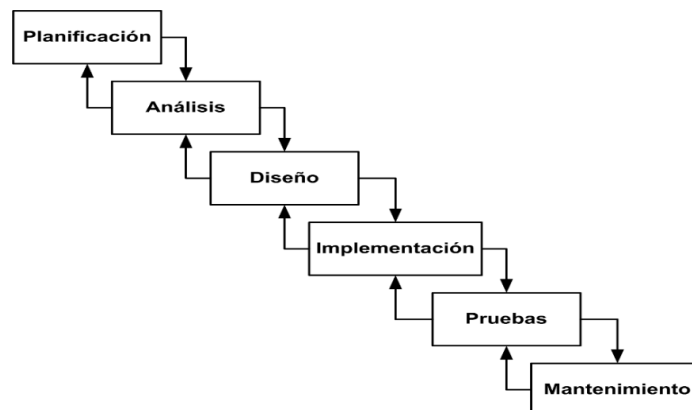 Planificación
Análisis
Diseño
Implementación
Pruebas
Mantenimiento